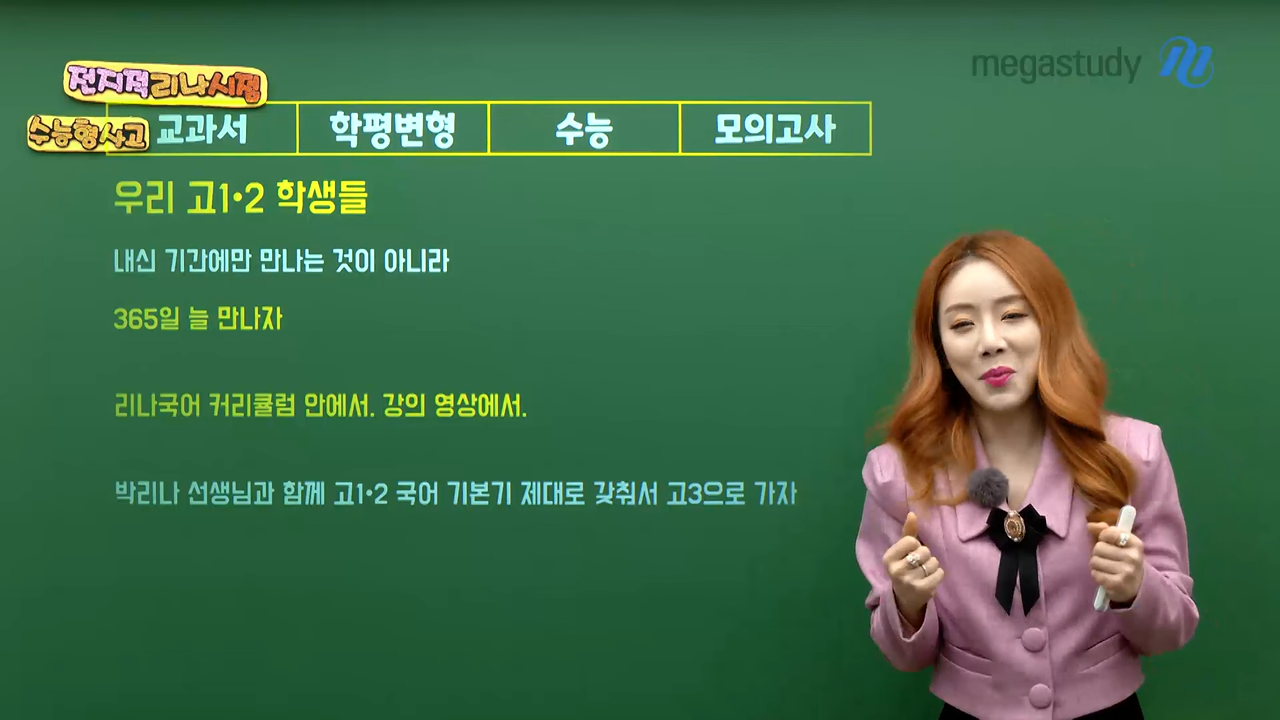 megastudy
전지적리나시점
수능형사고
교과서 학평변형 수능 모의고사
우리 고1•2 학생들
내신 기간에만 만나는 것이 아니라
365일 늘 만나자
리나국어 커리큘럼 안에서. 강의 영상에서.
박리나 선생님과 함께 고1•2 국어 기본기 제대로 갖춰서 고3으로 가자